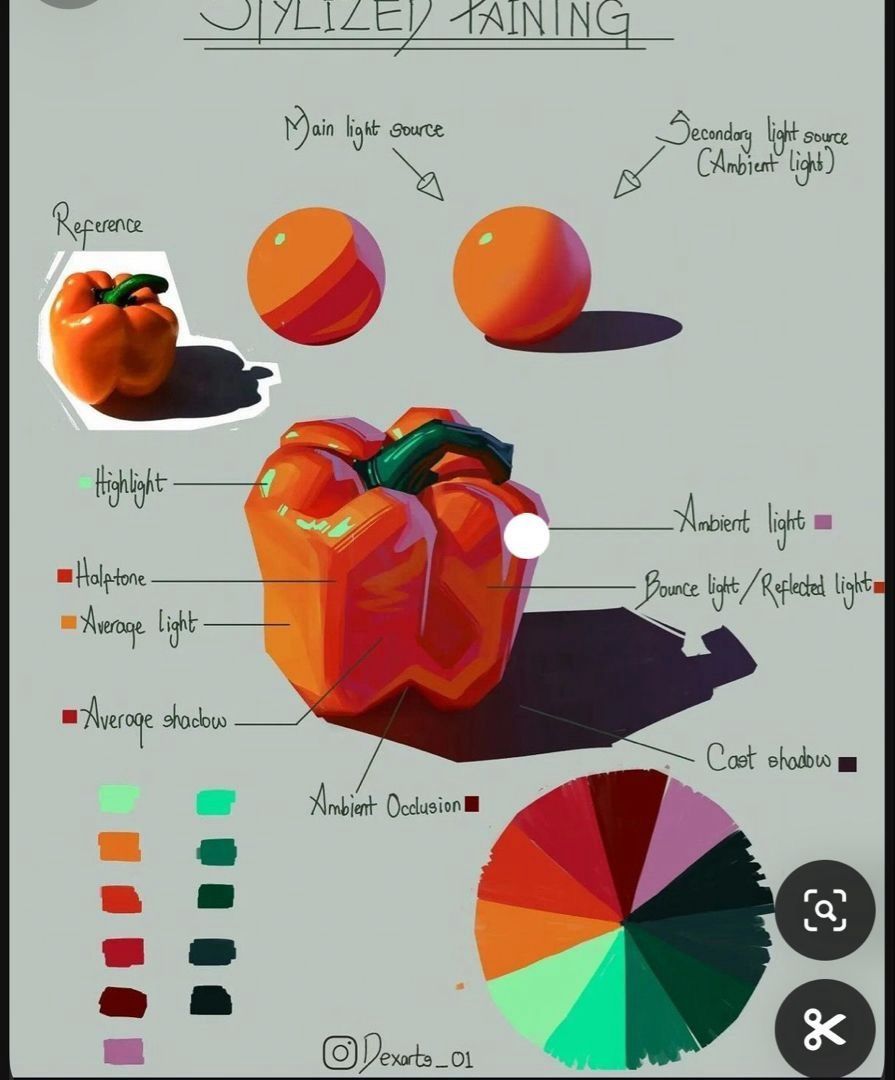 STYLIZED PAINTING
Main light source
Secondary light source
(Ambient light)
Reference
Highlight
Ambient light
Halftone
Bounce light/Reflected light
Average light
Average shadow
Cast shadow
Ambient Occlusion
Dexarts_01